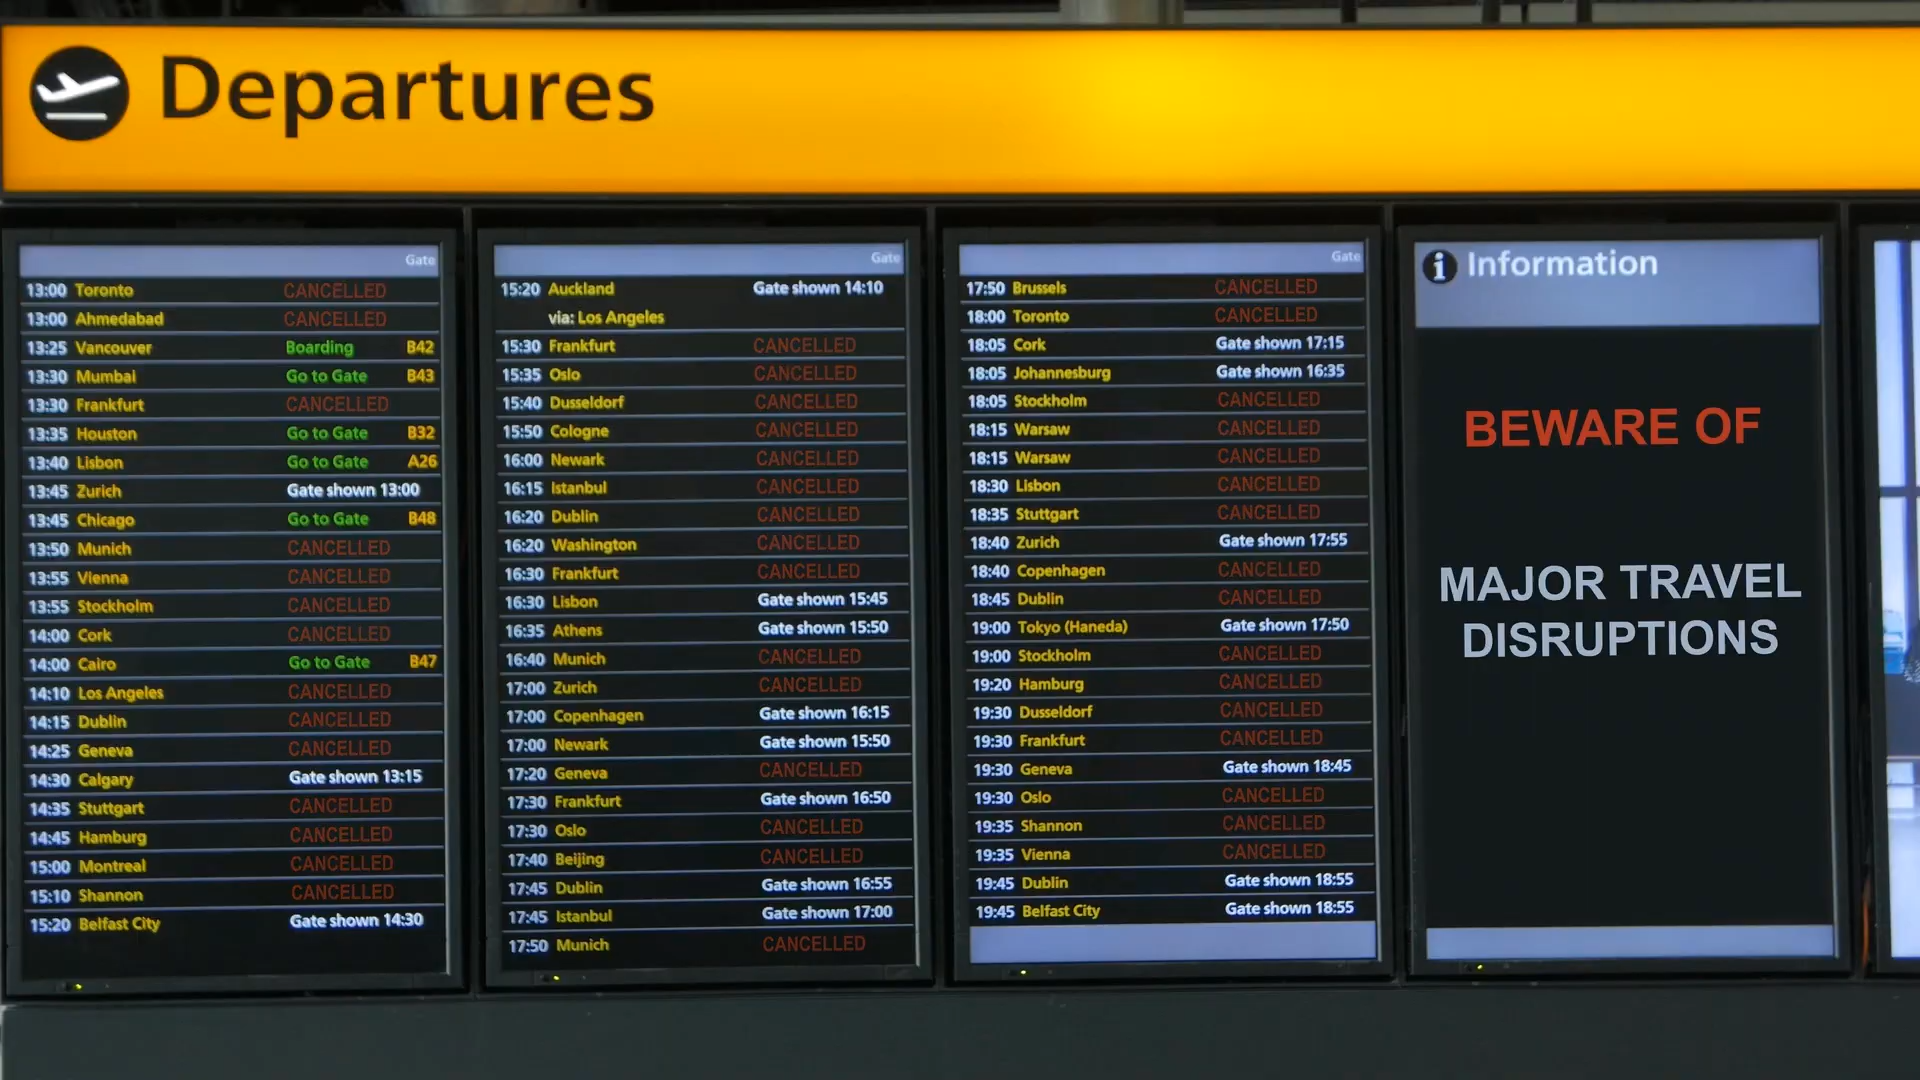 Departures
Gate
13:00 Toronto CANCELLED
13:00 Ahmedabad CANCELLED
13:25 Vancouver Boarding B42
13:30 Mumbai Go to Gate B43
13:30 Frankfurt CANCELLED
13:35 Houston Go to Gate B32
13:40 Lisbon Go to Gate A26
13:45 Zurich Gate shown 13:00
13:45 Chicago Go to Gate B48
13:50 Munich CANCELLED
13:55 Vienna CANCELLED
13:55 Stockholm CANCELLED
14:00 Cork CANCELLED
14:00 Cairo Go to Gate B47
14:10 Los Angeles CANCELLED
14:15 Dublin CANCELLED
14:25 Geneva CANCELLED
14:30 Calgary Gate shown 13:15
14:35 Stuttgart CANCELLED
14:45 Hamburg CANCELLED
15:00 Montreal CANCELLED
15:10 Shannon CANCELLED
15:20 Belfast City Gate shown 14:30
Gate
15:20 Auckland Gate shown 14:10
via: Los Angeles
15:30 Frankfurt CANCELLED
15:35 Oslo CANCELLED
15:40 Dusseldorf CANCELLED
15:50 Cologne CANCELLED
16:00 Newark CANCELLED
16:15 Istanbul CANCELLED
16:20 Dublin CANCELLED
16:20 Washington CANCELLED
16:30 Frankfurt CANCELLED
16:30 Lisbon Gate shown 15:45
16:35 Athens Gate shown 15:50
16:40 Munich CANCELLED
17:00 Zurich CANCELLED
17:00 Copenhagen Gate shown 16:15
17:00 Newark Gate shown 15:50
17:20 Geneva CANCELLED
17:30 Frankfurt Gate shown 16:50
17:30 Oslo CANCELLED
17:40 Beijing CANCELLED
17:45 Dublin Gate shown 16:55
17:45 Istanbul Gate shown 17:00
17:50 Munich CANCELLED
Gate
17:50 Brussels CANCELLED
18:00 Toronto CANCELLED
18:05 Cork Gate shown 17:15
18:05 Johannesburg Gate shown 16:35
18:05 Stockholm CANCELLED
18:15 Warsaw CANCELLED
18:15 Warsaw CANCELLED
18:30 Lisbon CANCELLED
18:35 Stuttgart CANCELLED
18:40 Zurich Gate shown 17:55
18:40 Copenhagen CANCELLED
18:45 Dublin CANCELLED
19:00 Tokyo (Haneda) Gate shown 17:50
19:00 Stockholm CANCELLED
19:20 Hamburg CANCELLED
19:30 Dusseldorf CANCELLED
19:30 Frankfurt CANCELLED
19:30 Geneva Gate shown 18:45
19:30 Oslo CANCELLED
19:35 Shannon CANCELLED
19:35 Vienna CANCELLED
19:45 Dublin Gate shown 18:55
19:45 Belfast City Gate shown 18:55
i Information
BEWARE OF
MAJOR TRAVEL
DISRUPTIONS